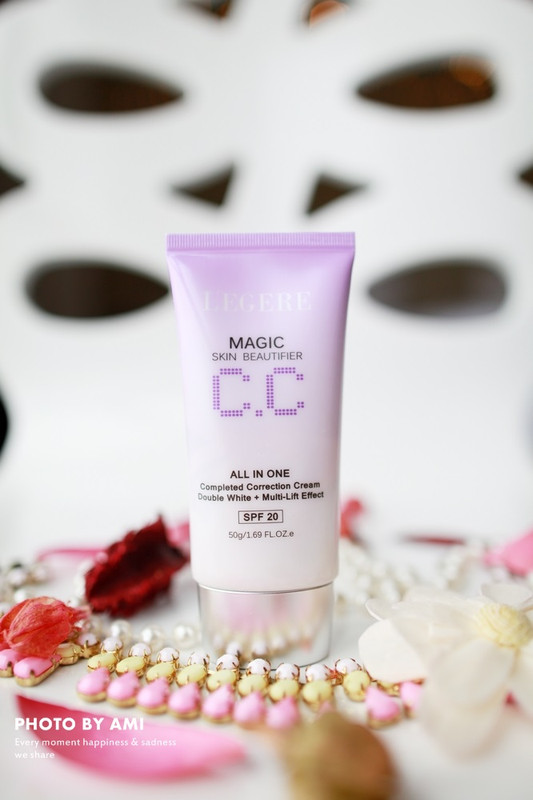 LEGERE
MAGIC
SKIN BEAUTIFIER
C.C
ALL IN ONE
Completed Correction Cream
Double White + Multi-Lift Effect
SPF 20
50g/1.69 FL.OZ.e
PHOTO BY AMI
Every moment happiness & sadness
we share